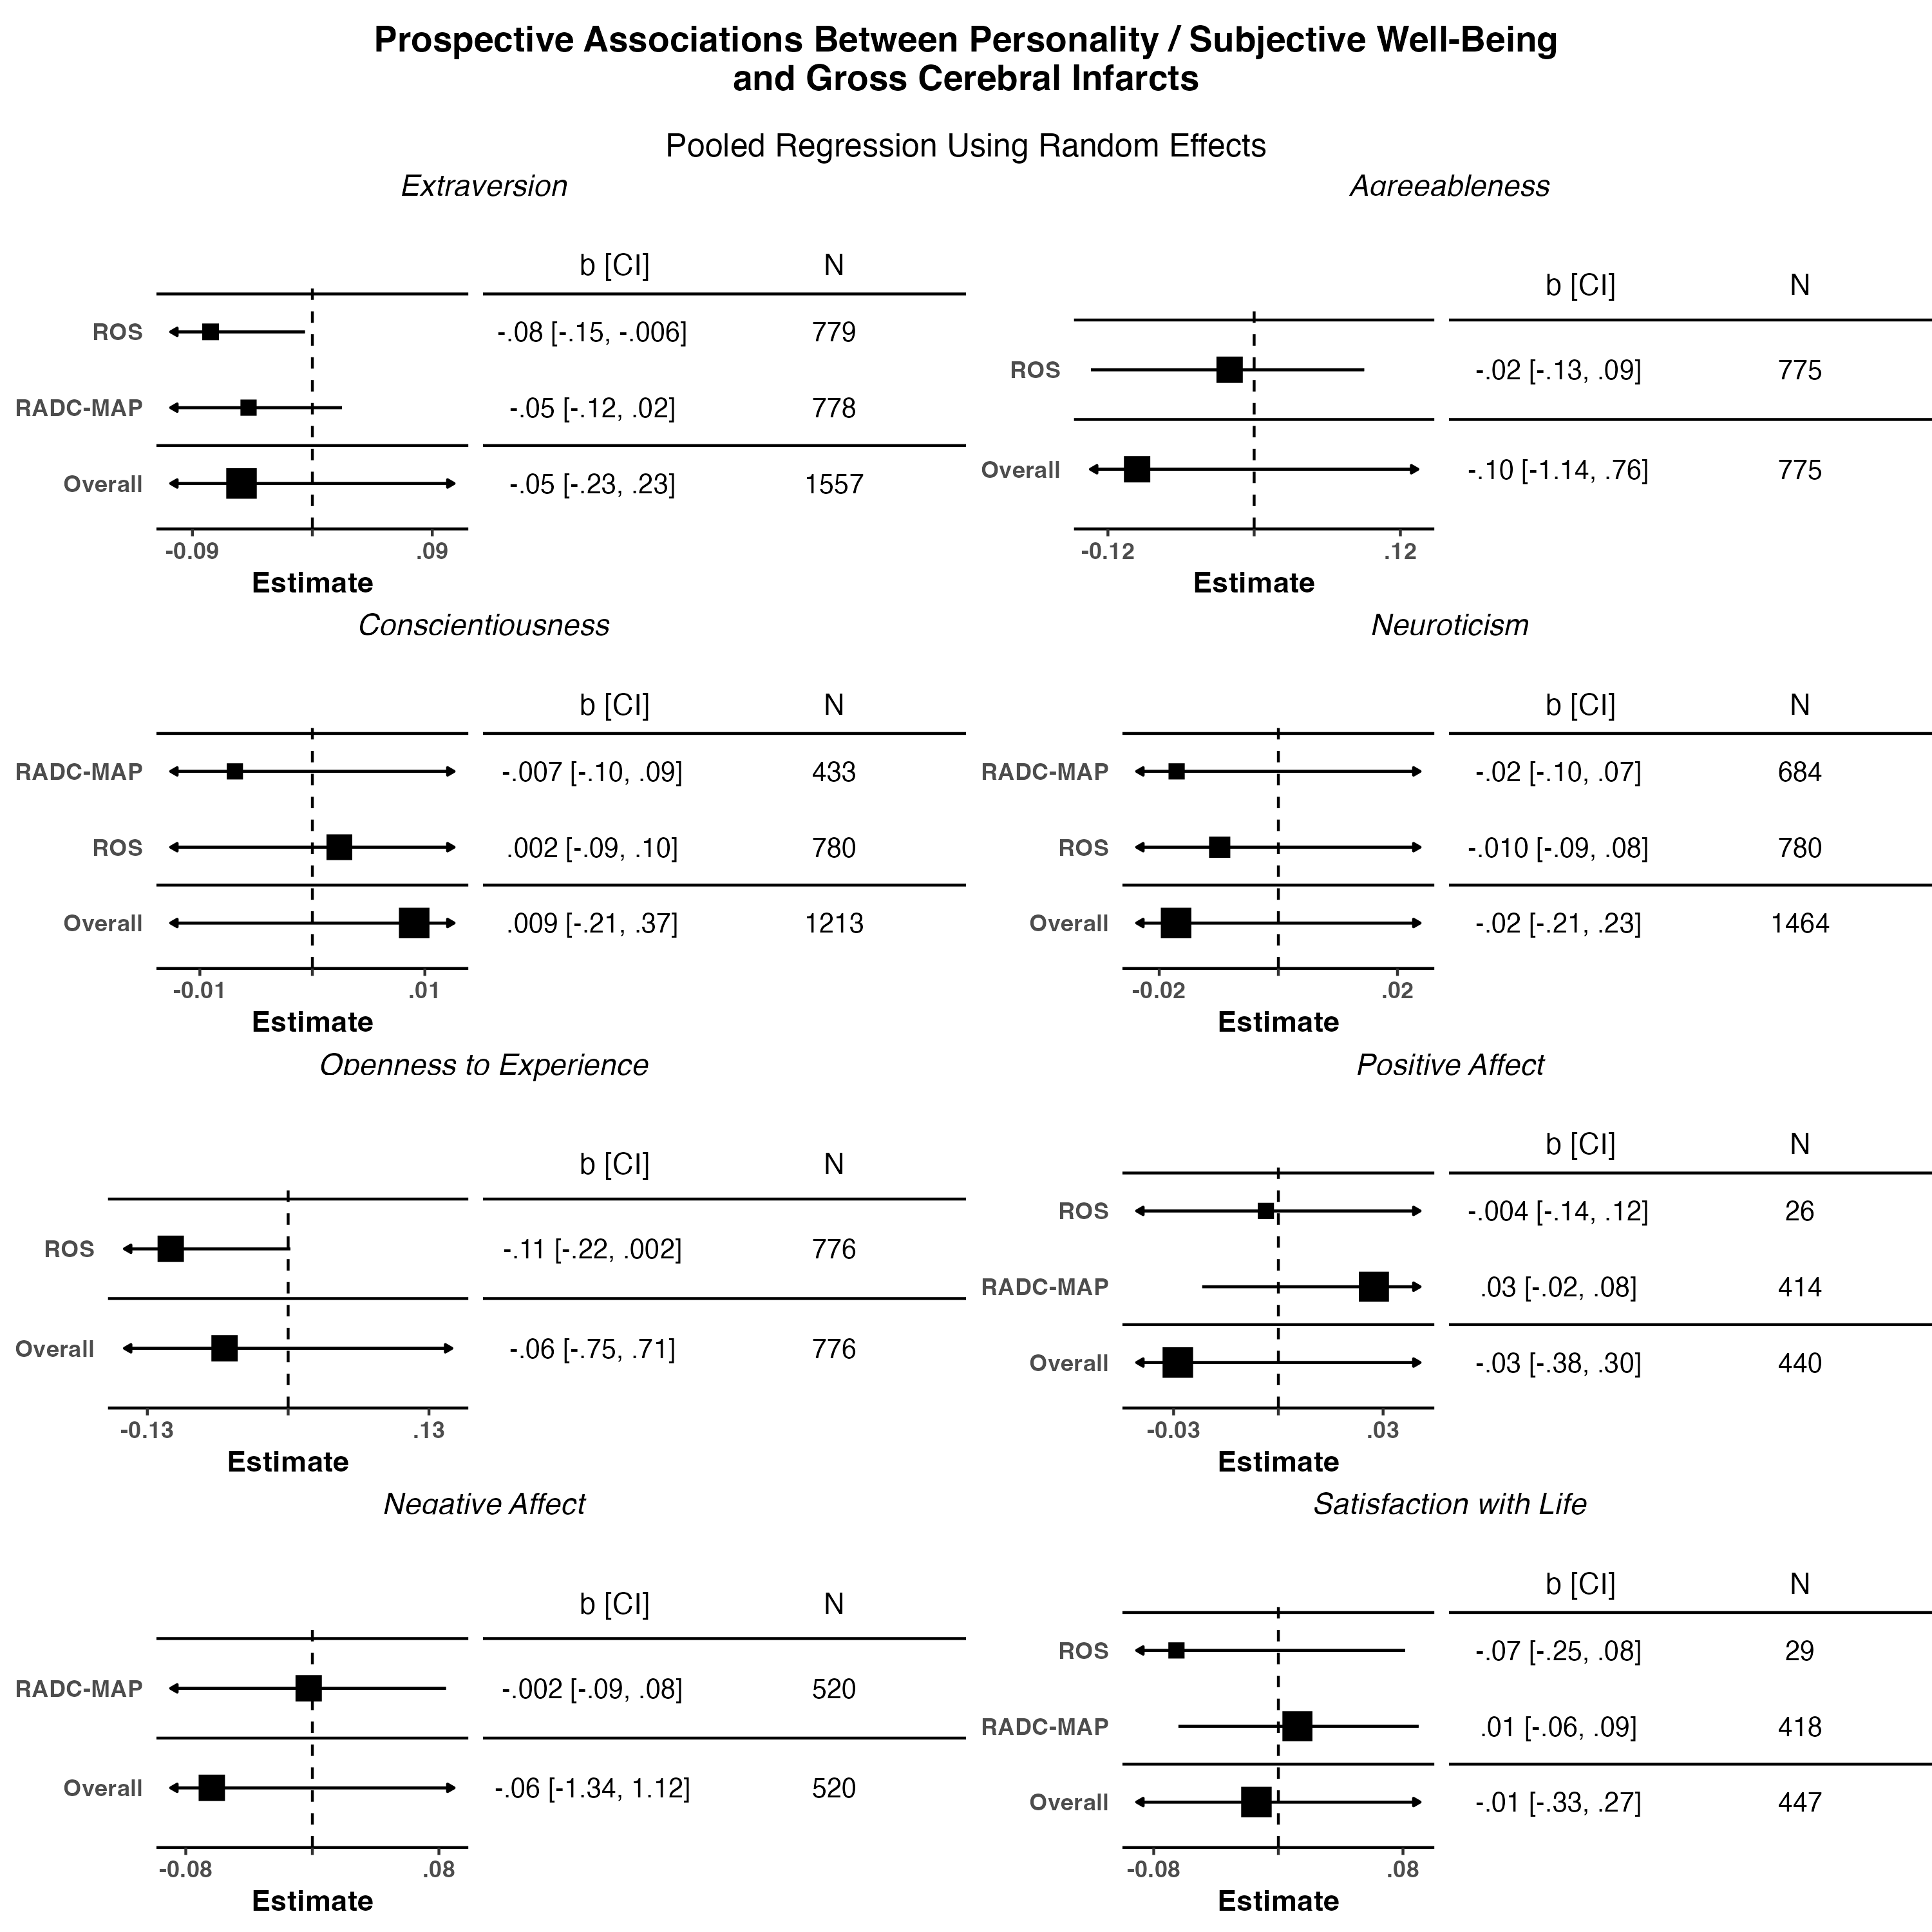 Prospective Associations Between Personality / Subjective Well-Being
and Gross Cerebral Infarcts
Pooled Regression Using Random Effects
Extraversion
b [CI] N
ROS -.08 [-.15, -.006] 779
RADC-MAP -.05 [-.12, .02] 778
Overall -.05 [-.23, .23] 1557
-0.09 .09
Estimate
Agreeableness
b [CI] N
ROS -.02 [-.13, .09] 775
Overall -.10 [-1.14, .76] 775
-0.12 .12
Estimate
Conscientiousness
b [CI] N
RADC-MAP -.007 [-.10, .09] 433
ROS .002 [-.09, .10] 780
Overall .009 [-.21, .37] 1213
-0.01 .01
Estimate
Neuroticism
b [CI] N
RADC-MAP -.02 [-.10, .07] 684
ROS -.010 [-.09, .08] 780
Overall -.02 [-.21, .23] 1464
-0.02 .02
Estimate
Openness to Experience
b [CI] N
ROS -.11 [-.22, .002] 776
Overall -.06 [-.75, .71] 776
-0.13 .13
Estimate
Positive Affect
b [CI] N
ROS -.004 [-.14, .12] 26
RADC-MAP .03 [-.02, .08] 414
Overall -.03 [-.38, .30] 440
-0.03 .03
Estimate
Negative Affect
b [CI] N
RADC-MAP -.002 [-.09, .08] 520
Overall -.06 [-1.34, 1.12] 520
-0.08 .08
Estimate
Satisfaction with Life
b [CI] N
ROS -.07 [-.25, .08] 29
RADC-MAP .01 [-.06, .09] 418
Overall -.01 [-.33, .27] 447
-0.08 .08
Estimate